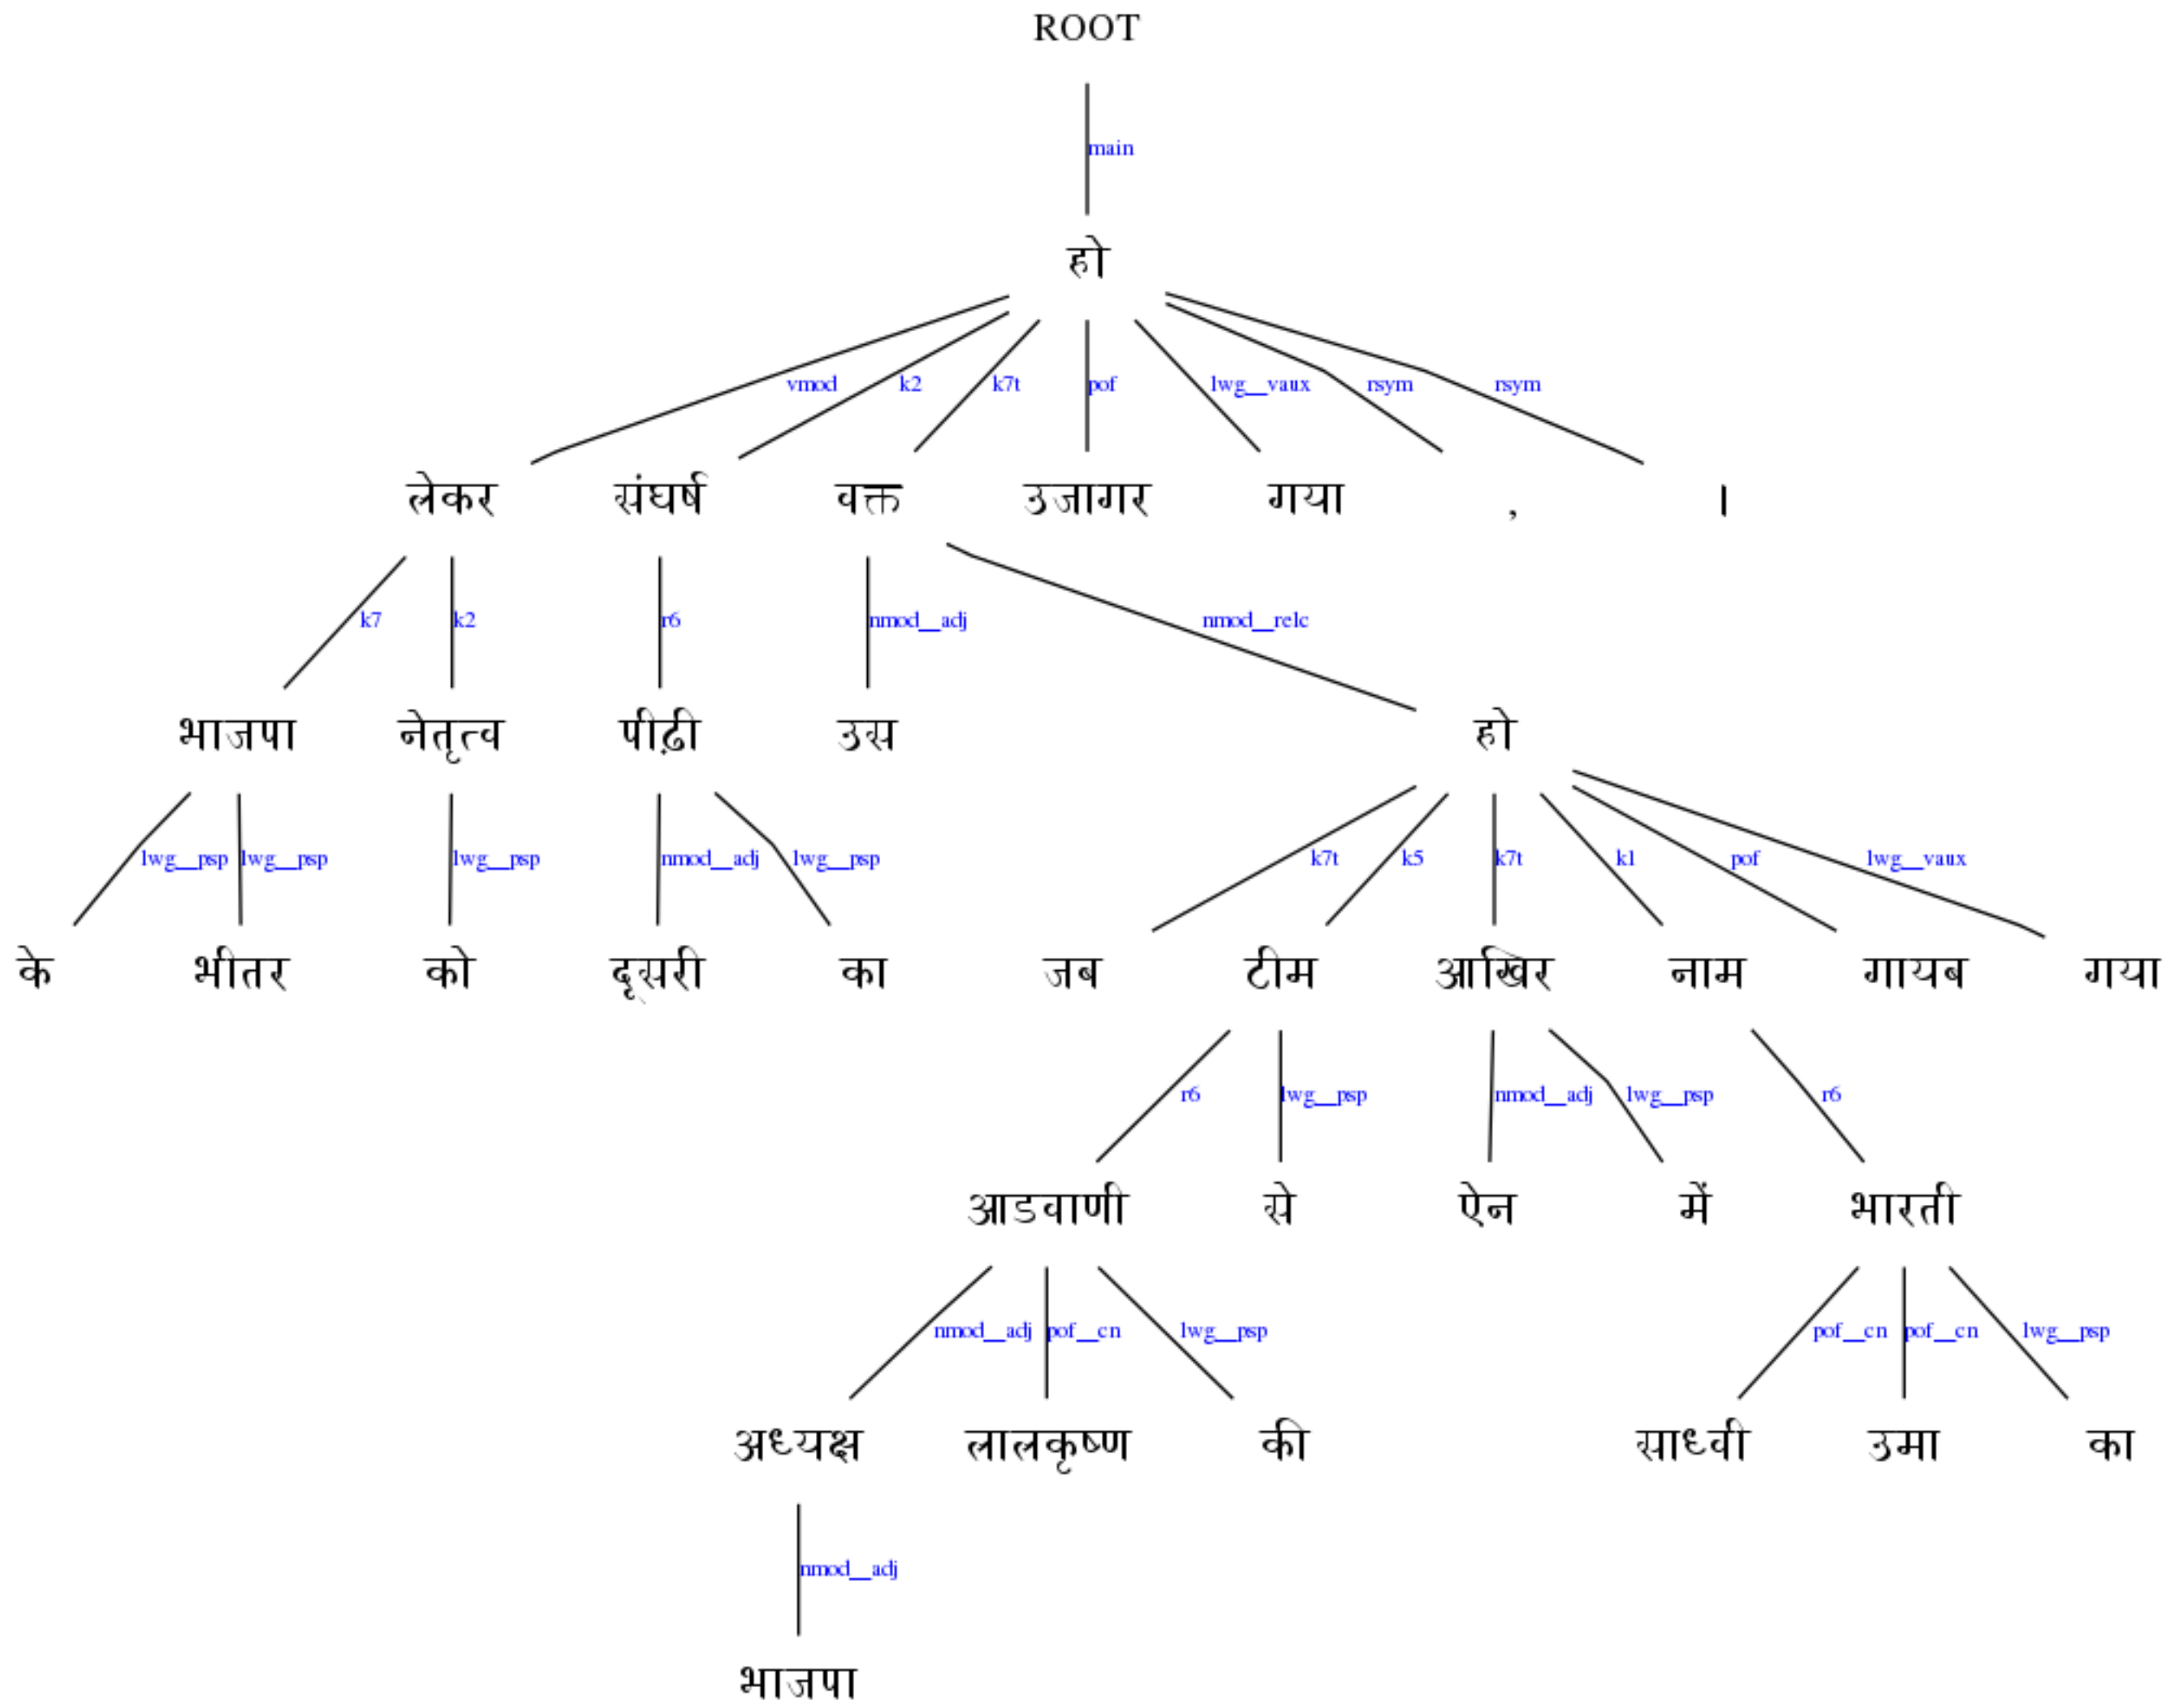 ROOT
main
हो
vmod k2 k7t pof lwg__vaux rsym rsym
लेकर संघर्ष वक्त उजागर गया , ।
k7 k2 r6 nmod__adj nmod__relc
भाजपा नेतृत्व पीढ़ी उस हो
lwg__psp lwg__psp lwg__psp nmod__adj lwg__psp k7t k5 k7t k1 pof lwg__vaux
के भीतर को दूसरी का जब टीम आखिर नाम गायब गया
r6 lwg__psp nmod__adj lwg__psp r6
आडवाणी से ऐन में भारती
nmod__adj pof__cn lwg__psp pof__cn pof__cn lwg__psp
अध्यक्ष लालकृष्ण की साध्वी उमा का
nmod__adj
भाजपा